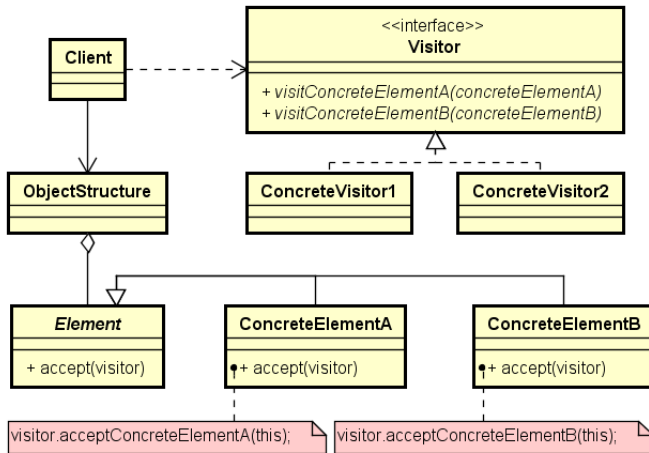 <<interface>>
Visitor
Client
+ visitConcreteElementA(concreteElementA)
+ visitConcreteElementB(concreteElementB)
ObjectStructure
ConcreteVisitor1
ConcreteVisitor2
Element
ConcreteElementA
ConcreteElementB
+ accept(visitor)
+ accept(visitor)
+ accept(visitor)
visitor.acceptConcreteElementA(this);
visitor.acceptConcreteElementB(this);